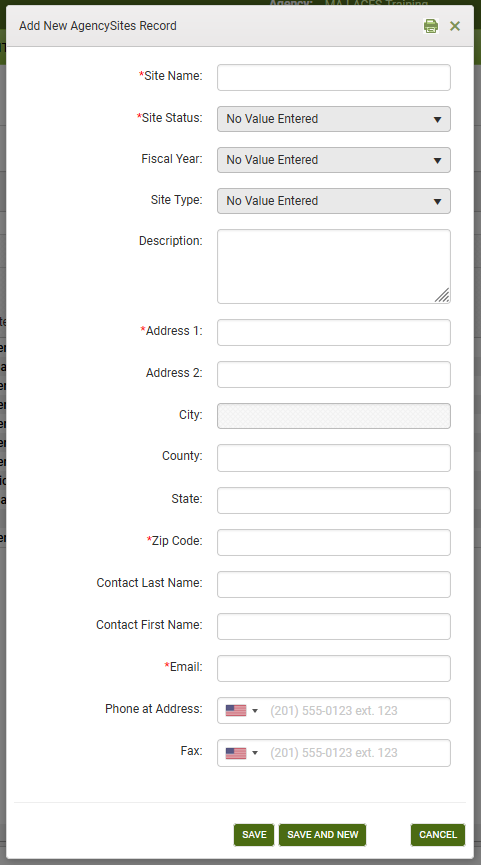 Agency: MA LACES Training
Add New AgencySites Record
*Site Name:
*Site Status: No Value Entered
Fiscal Year: No Value Entered
Site Type: No Value Entered
Description:
*Address 1:
Address 2:
City:
County:
State:
*Zip Code:
Contact Last Name:
Contact First Name:
*Email:
Phone at Address: (201) 555-0123 ext. 123
Fax: (201) 555-0123 ext. 123
SAVE SAVE AND NEW CANCEL